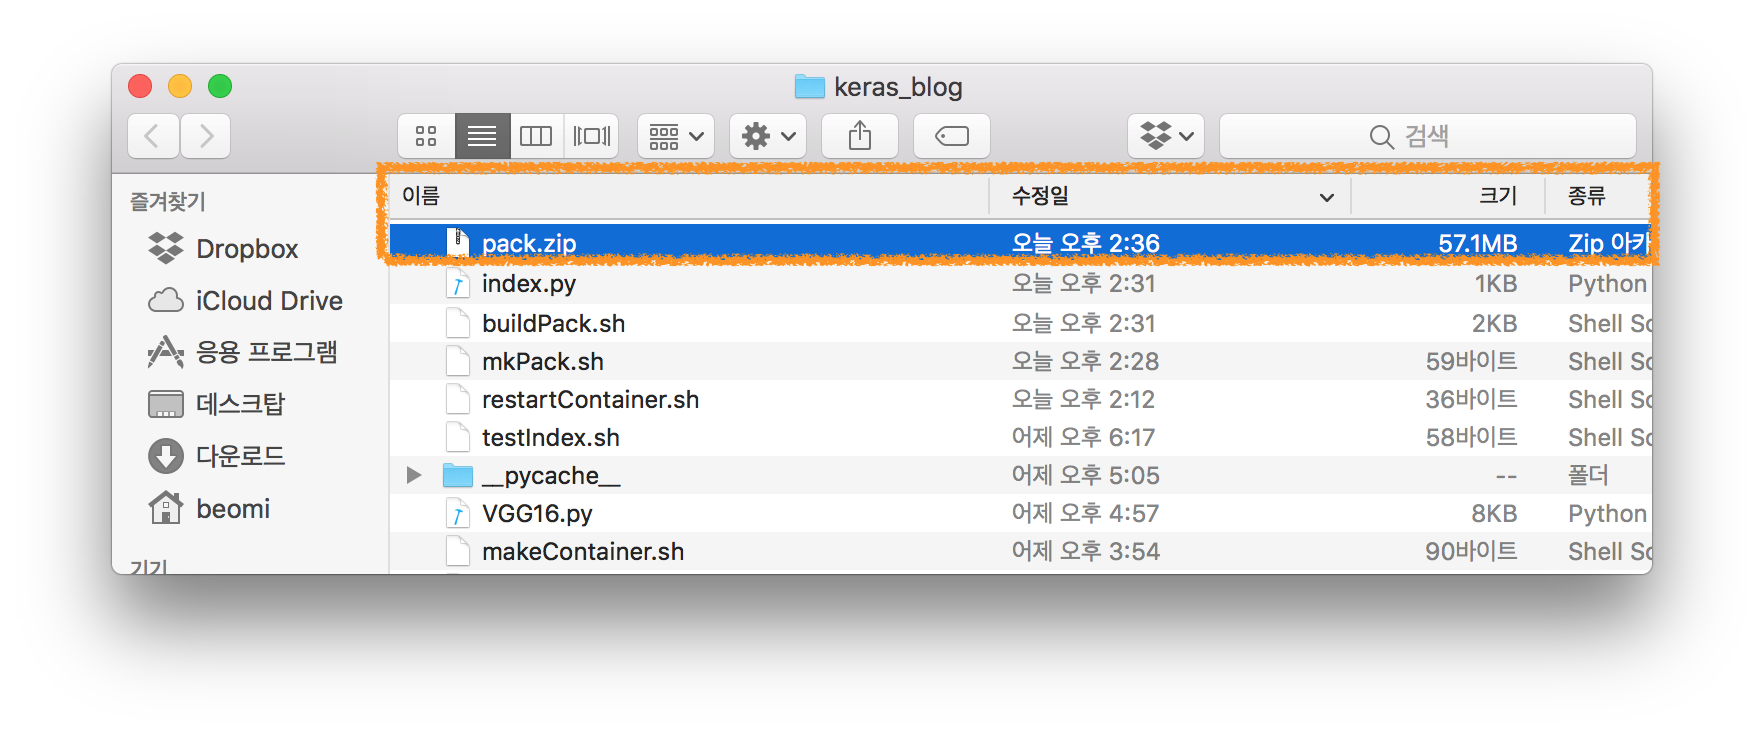 keras_blog
검색
즐겨찾기
Dropbox
iCloud Drive
응용 프로그램
데스크탑
다운로드
beomi
기기
이름 수정일 크기 종류
pack.zip 오늘 오후 2:36 57.1MB Zip 아카
index.py 오늘 오후 2:31 1KB Python
buildPack.sh 오늘 오후 2:31 2KB Shell Sc
mkPack.sh 오늘 오후 2:28 59바이트 Shell Sc
restartContainer.sh 오늘 오후 2:12 36바이트 Shell Sc
testIndex.sh 어제 오후 6:17 58바이트 Shell Sc
__pycache__ 어제 오후 5:05 -- 폴더
VGG16.py 어제 오후 4:57 8KB Python
makeContainer.sh 어제 오후 3:54 90바이트 Shell Sc